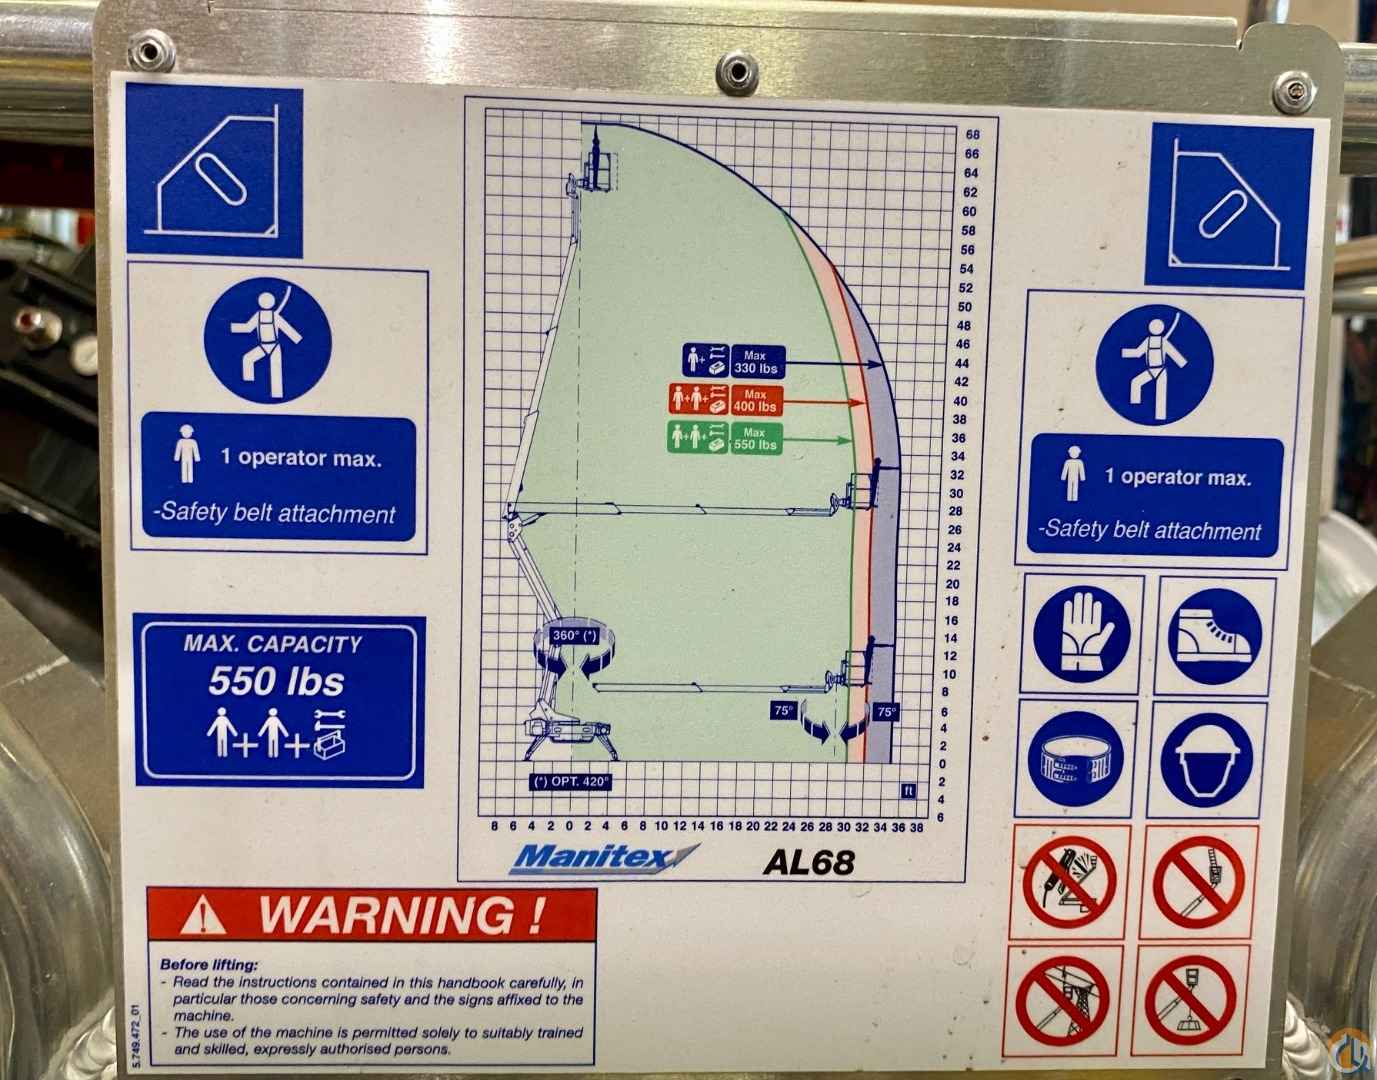 1 operator max.
-Safety belt attachment
MAX. CAPACITY
550 lbs
68
66
64
62
60
58
56
54
52
50
48
46
44
42
40
38
36
34
32
30
28
26
24
22
20
18
16
14
12
10
8
6
4
2
0
2
4
6
Max
330 lbs
Max
400 lbs
Max
550 lbs
360° (*)
75°
75°
(*) OPT. 420°
ft
8 6 4 2 0 2 4 6 8 10 12 14 16 18 20 22 24 26 28 30 32 34 36 38
Manitex
AL68
1 operator max.
-Safety belt attachment
WARNING !
Before lifting:
- Read the instructions contained in this handbook carefully, in
particular those concerning safety and the signs affixed to the
machine.
- The use of the machine is permitted solely to suitably trained
and skilled, expressly authorised persons.
5.749.472_01